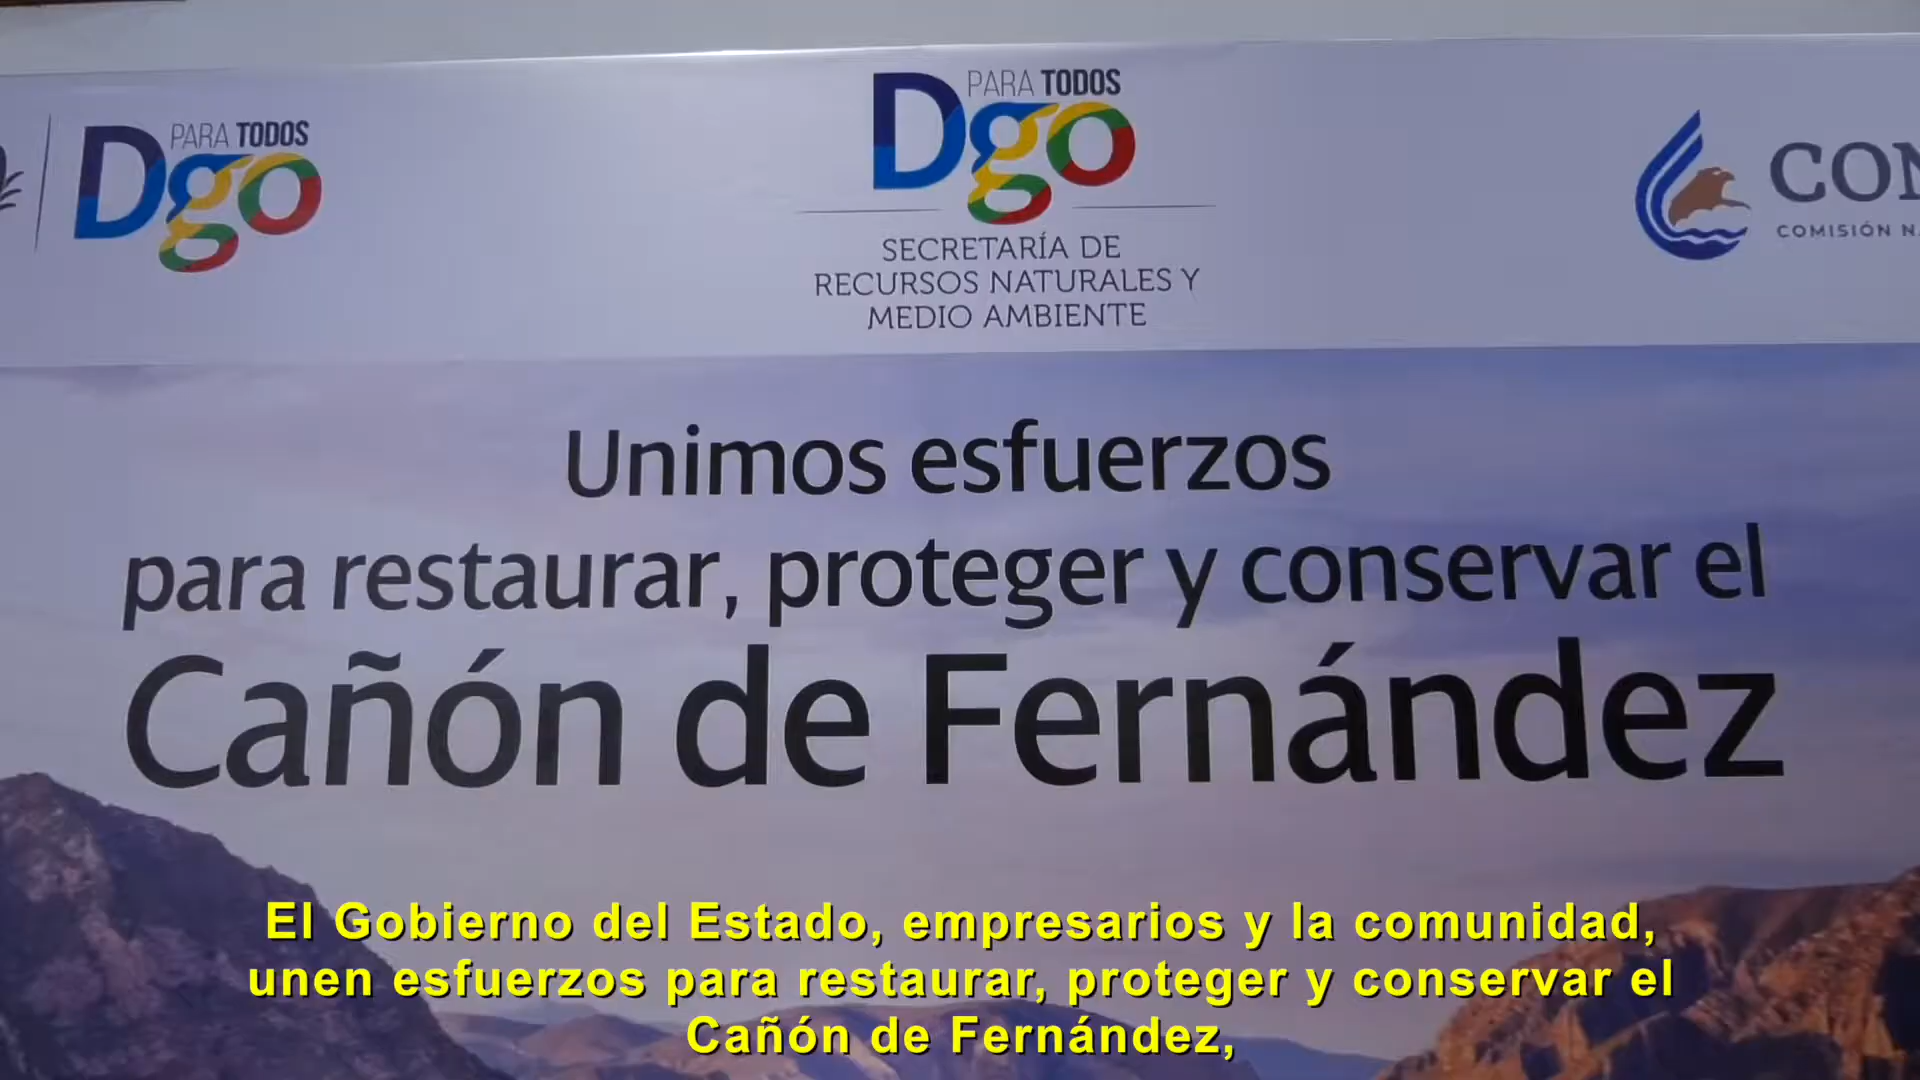 PARA TODOS
Dgo
PARA TODOS
Dgo
SECRETARÍA DE
RECURSOS NATURALES Y
MEDIO AMBIENTE
COMISIÓN
Unimos esfuerzos
para restaurar, proteger y conservar el
Cañón de Fernández
El Gobierno del Estado, empresarios y la comunidad,
unen esfuerzos para restaurar, proteger y conservar el
Cañón de Fernández,